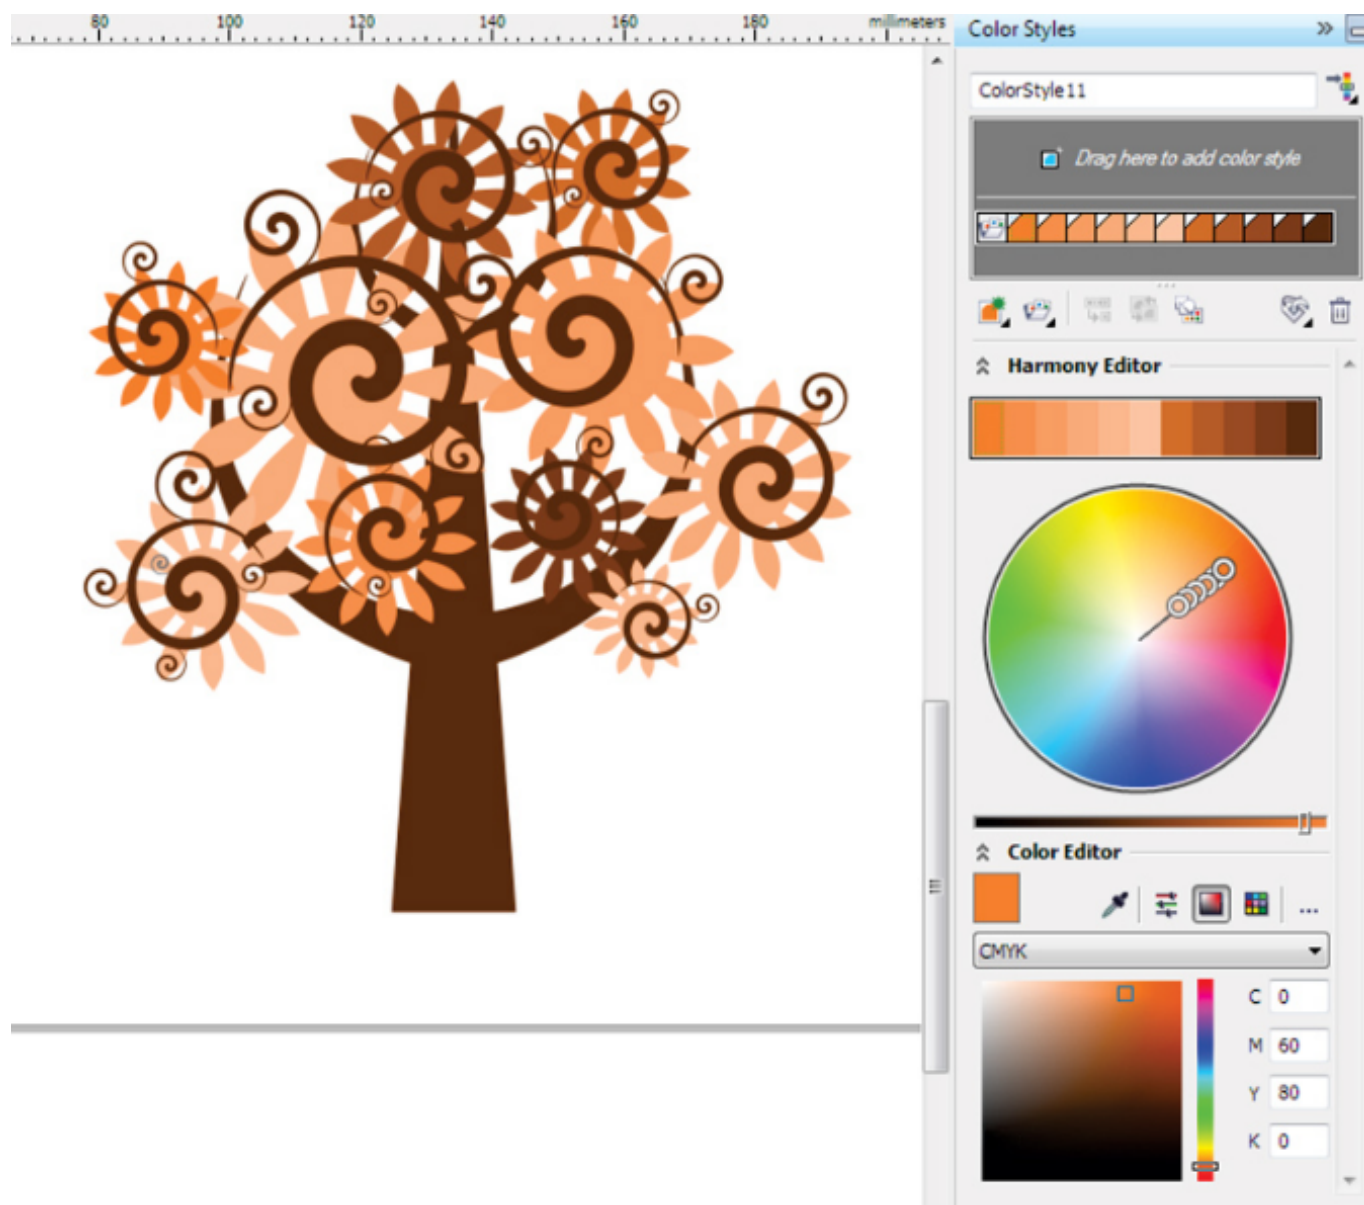 80 100 120 140 160 180 millimeters
Color Styles
ColorStyle11
Drag here to add color style
Harmony Editor
Color Editor
CMYK
C 0
M 60
Y 80
K 0